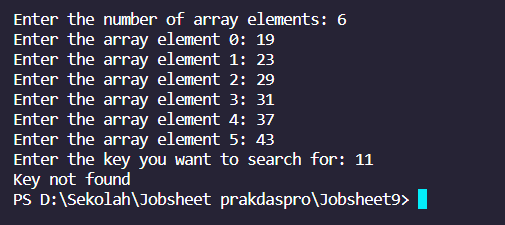 Enter the number of array elements: 6
Enter the array element 0: 19
Enter the array element 1: 23
Enter the array element 2: 29
Enter the array element 3: 31
Enter the array element 4: 37
Enter the array element 5: 43
Enter the key you want to search for: 11
Key not found
PS D:\Sekolah\Jobsheet prakdaspro\Jobsheet9>